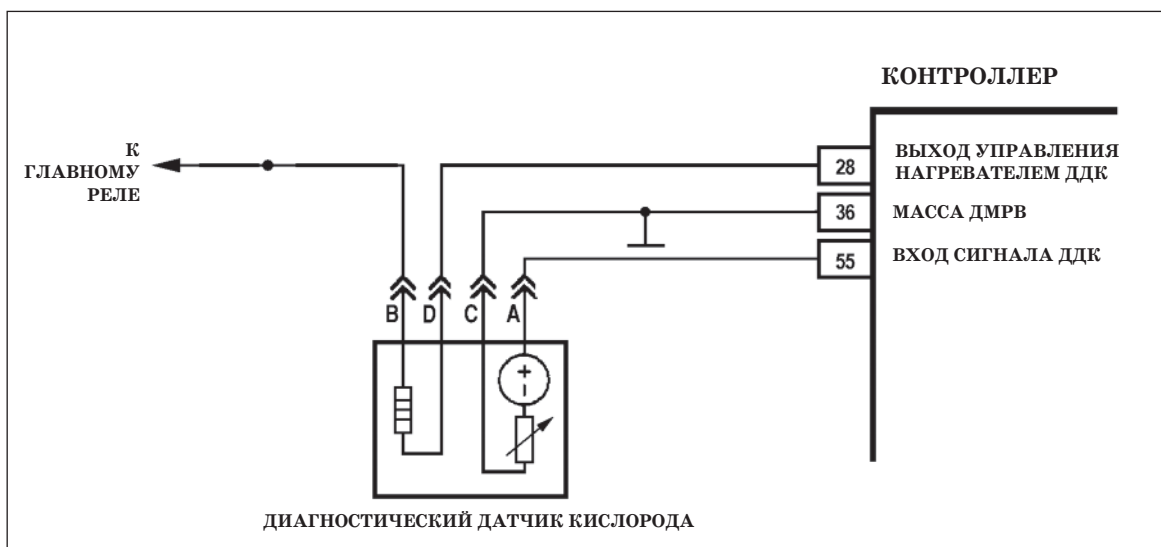 КОНТРОЛЛЕР
К
ГЛАВНОМУ
РЕЛЕ
28
ВЫХОД УПРАВЛЕНИЯ
НАГРЕВАТЕЛЕМ ДДК
36
МАССА ДМРВ
55
ВХОД СИГНАЛА ДДК
B D C A
+
-
ДИАГНОСТИЧЕСКИЙ ДАТЧИК КИСЛОРОДА